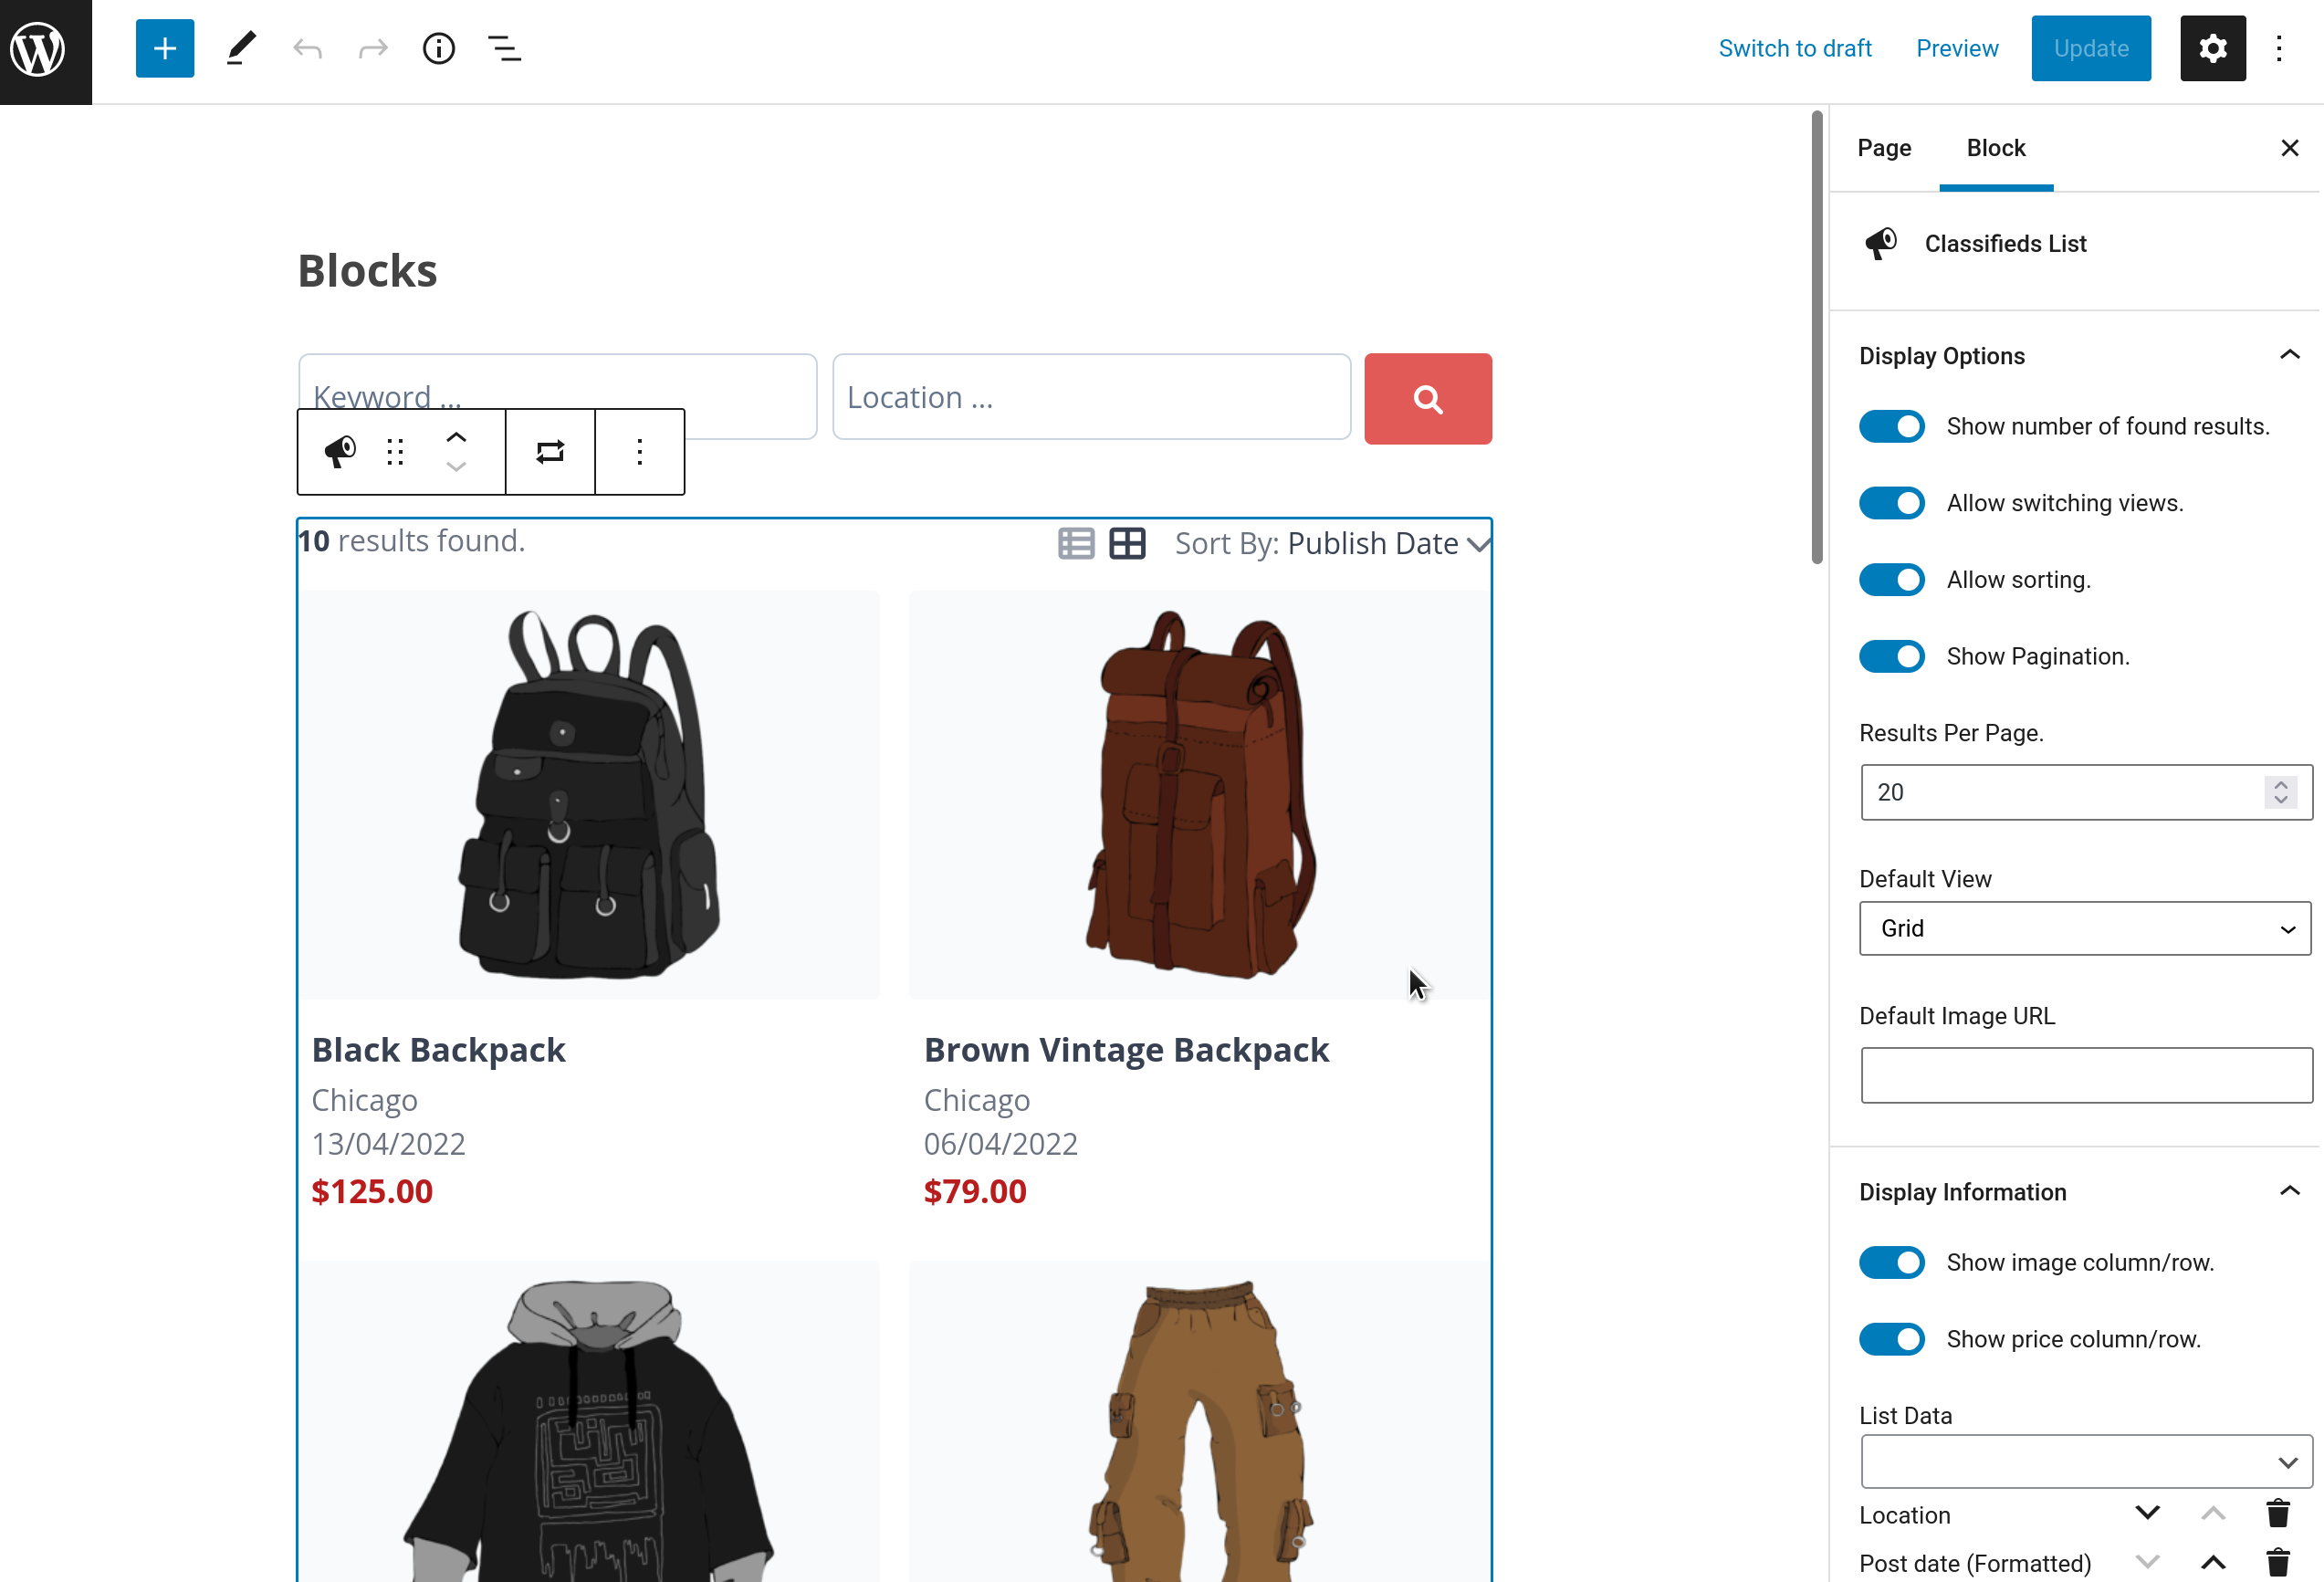 Switch to draft Preview Update
Page Block
Classifieds List
Blocks
Keyword ... Location ...
10 results found. Sort By: Publish Date
Black Backpack
Chicago
13/04/2022
$125.00
Brown Vintage Backpack
Chicago
06/04/2022
$79.00
Display Options
Show number of found results.
Allow switching views.
Allow sorting.
Show Pagination.
Results Per Page.
20
Default View
Grid
Default Image URL
Display Information
Show image column/row.
Show price column/row.
List Data
Location
Post date (Formatted)